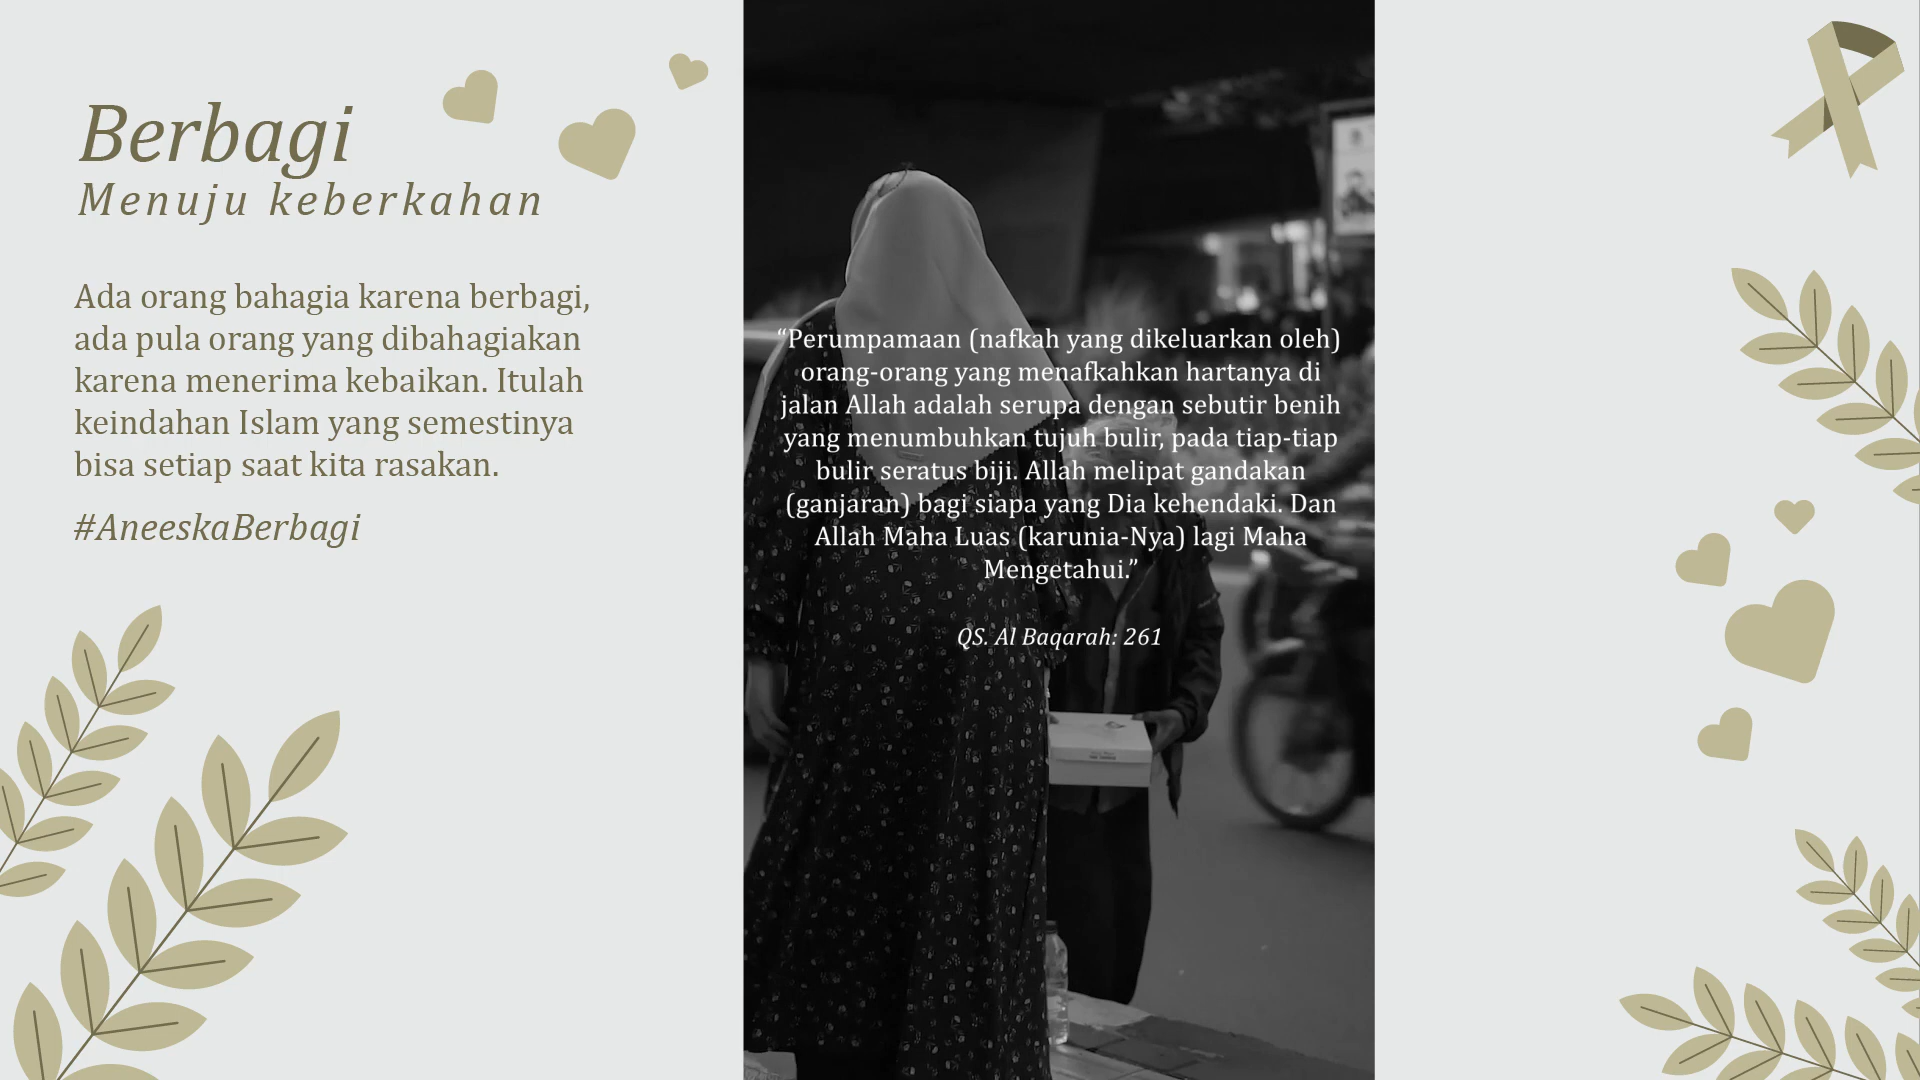 Berbagi
Menuju keberkahan
Ada orang bahagia karena berbagi,
ada pula orang yang dibahagiakan
karena menerima kebaikan. Itulah
keindahan Islam yang semestinya
bisa setiap saat kita rasakan.
#AneeskaBerbagi
“Perumpamaan (nafkah yang dikeluarkan oleh)
orang-orang yang menafkahkan hartanya di
jalan Allah adalah serupa dengan sebutir benih
yang menumbuhkan tujuh bulir, pada tiap-tiap
bulir seratus biji. Allah melipat gandakan
(ganjaran) bagi siapa yang Dia kehendaki. Dan
Allah Maha Luas (karunia-Nya) lagi Maha
Mengetahui.”
QS. Al Baqarah: 261